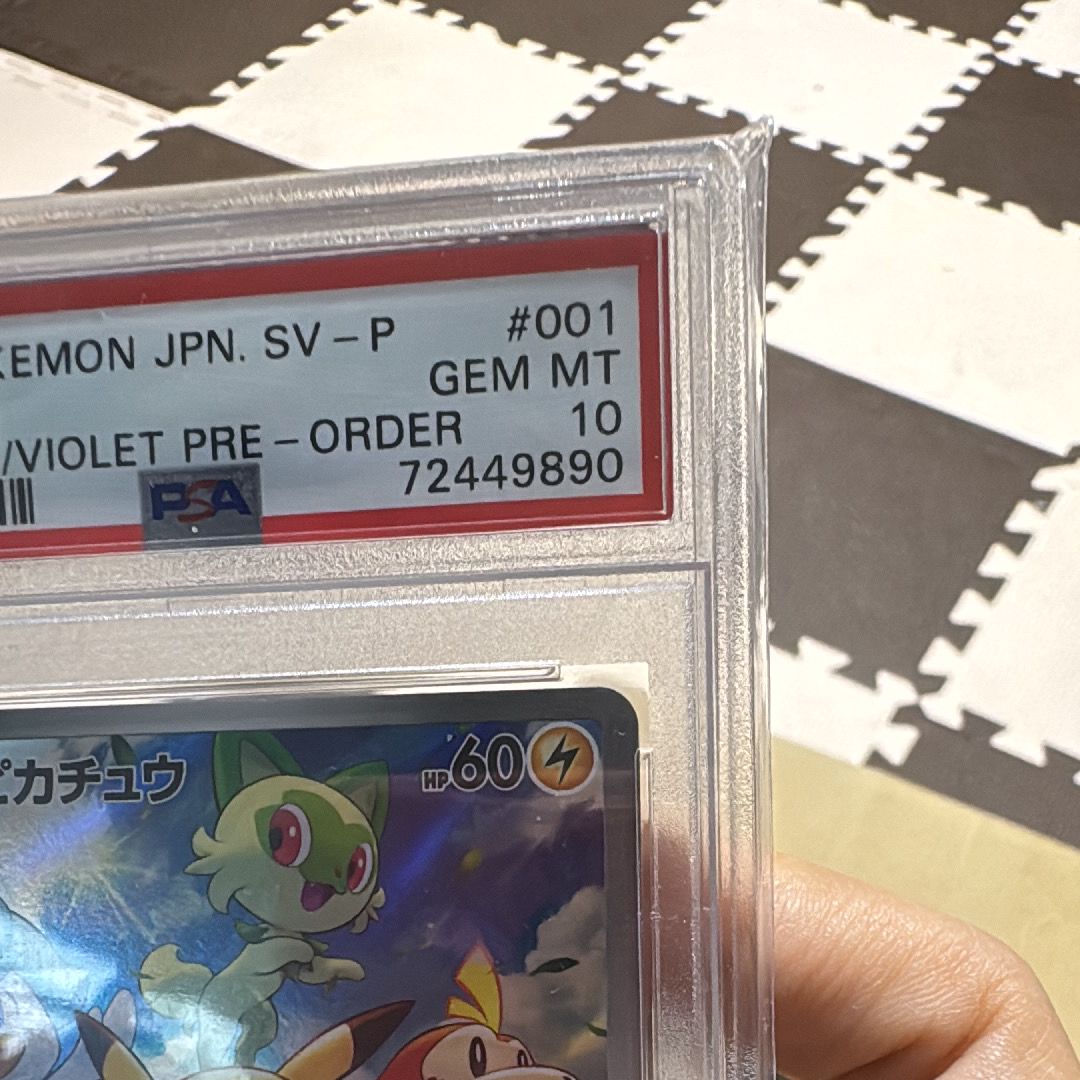 KEMON JPN. SV-P #001
GEM MT
/VIOLET PRE-ORDER 10
72449890
PSA
ピカチュウ HP60